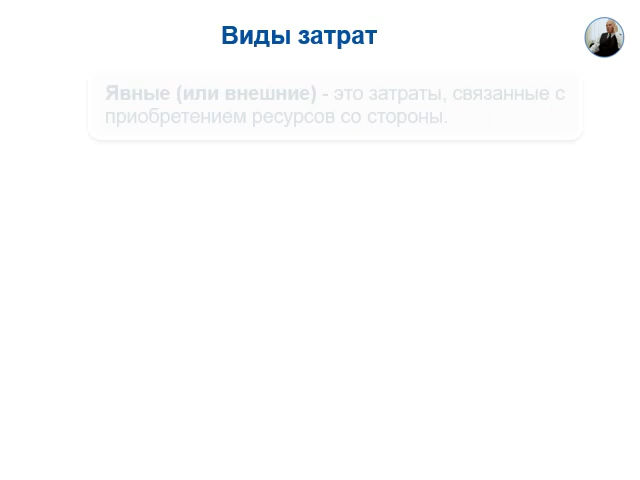 Виды затрат
Явные (или внешние) - это затраты, связанные с
приобретением ресурсов со стороны.